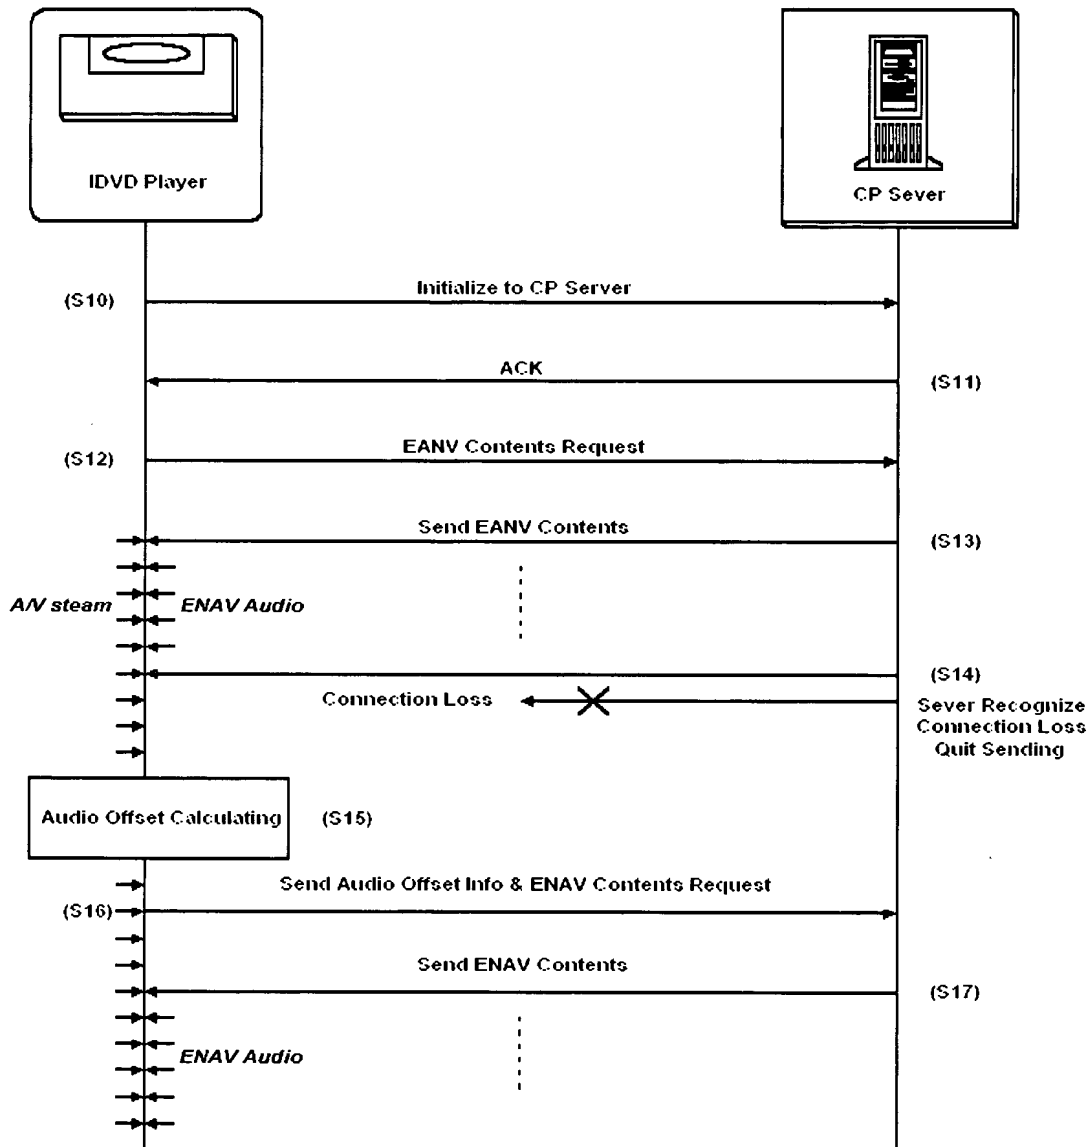 IDVD Player
CP Sever
(S10)
Initialize to CP Server
ACK
(S11)
(S12)
EANV Contents Request
Send EANV Contents
(S13)
A/V steam
ENAV Audio
(S14)
Connection Loss
Sever Recognize
Connection Loss
Quit Sending
Audio Offset Calculating
(S15)
Send Audio Offset Info & ENAV Contents Request
(S16)
Send ENAV Contents
(S17)
ENAV Audio